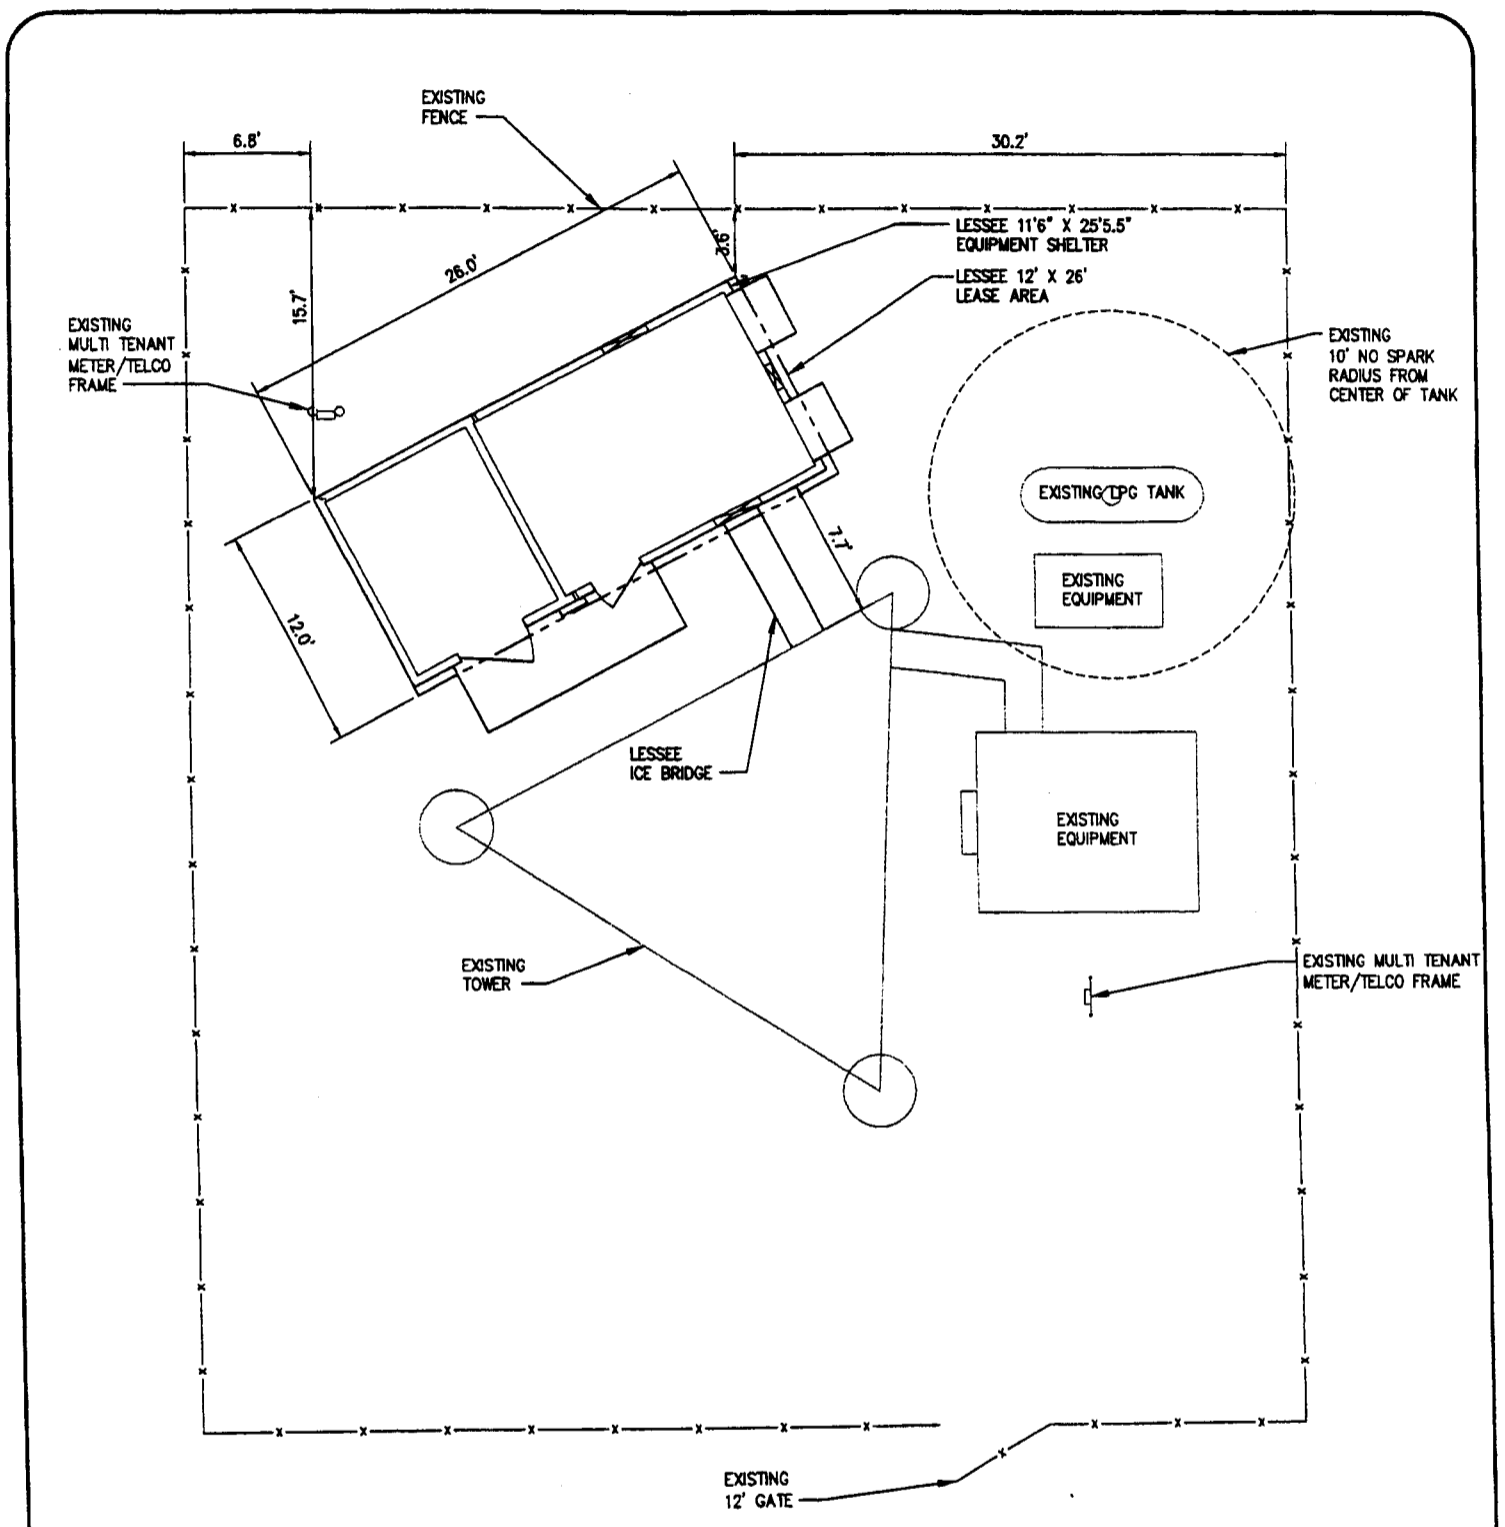 EXISTING
FENCE
6.8'
30.2'
LESSEE 11'6" X 25'5.5"
EQUIPMENT SHELTER
3.6'
26.0'
LESSEE 12' X 26'
LEASE AREA
15.7'
EXISTING
MULTI TENANT
METER/TELCO
FRAME
EXISTING
10' NO SPARK
RADIUS FROM
CENTER OF TANK
EXISTING LPG TANK
7.7'
EXISTING
EQUIPMENT
12.0'
LESSEE
ICE BRIDGE
EXISTING
EQUIPMENT
EXISTING
TOWER
EXISTING MULTI TENANT
METER/TELCO FRAME
EXISTING
12' GATE